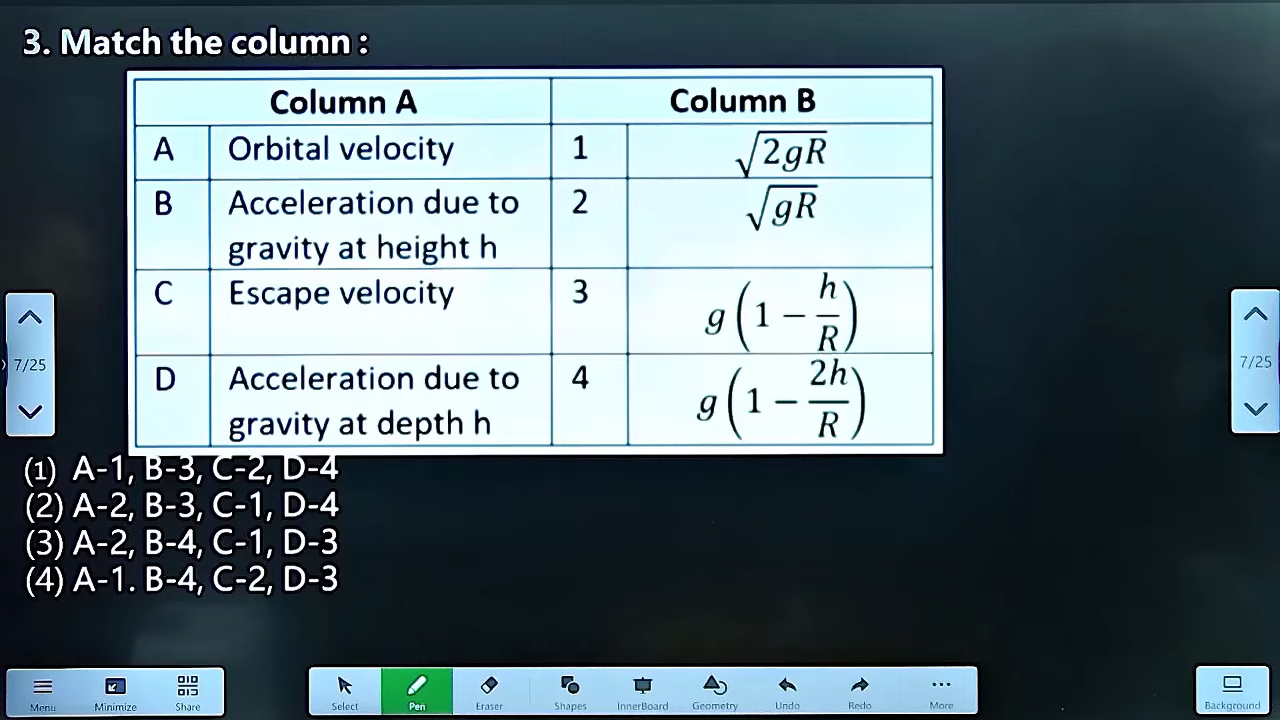 3. Match the column :
Column A Column B
A Orbital velocity 1 √2gR
B Acceleration due to gravity at height h 2 √gR
C Escape velocity 3 g(1 − h/R)
D Acceleration due to gravity at depth h 4 g(1 − 2h/R)
(1) A-1, B-3, C-2, D-4
(2) A-2, B-3, C-1, D-4
(3) A-2, B-4, C-1, D-3
(4) A-1. B-4, C-2, D-3
7/25
7/25
Menu Minimize Share Select Pen Eraser Shapes InnerBoard Geometry Undo Redo More Background